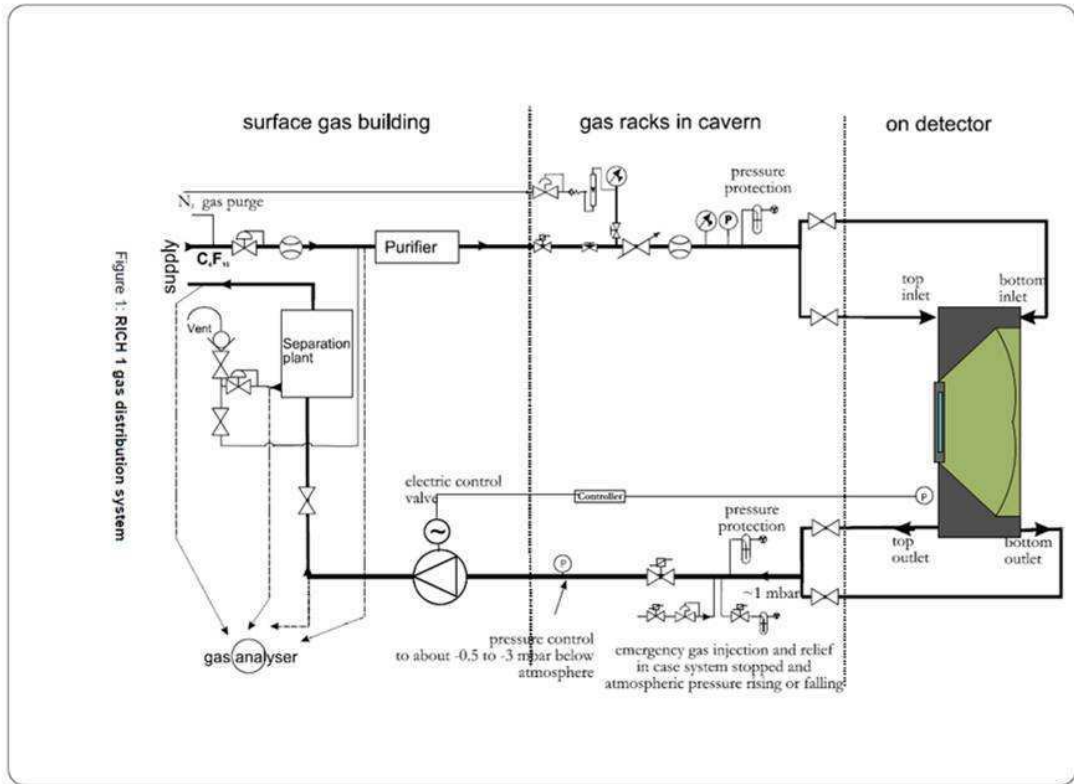 surface gas building
gas racks in cavern
on detector
pressure
protection
N₂ gas purge
supply
C₄F₁₀
Purifier
P
top
inlet
bottom
inlet
Vent
Separation
plant
electric control
valve
Controller
P
pressure
protection
top
outlet
bottom
outlet
P
~1 mbar
pressure control
to about -0.5 to -3 mbar below
atmosphere
emergency gas injection and relief
in case system stopped and
atmospheric pressure rising or falling
gas analyser
Figure 1: RICH 1 gas distribution system